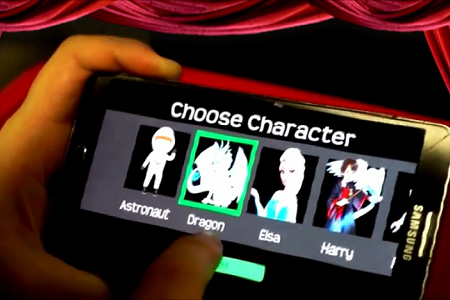 Choose Character
Astronaut
Dragon
Elsa
Harry
SAMSUNG